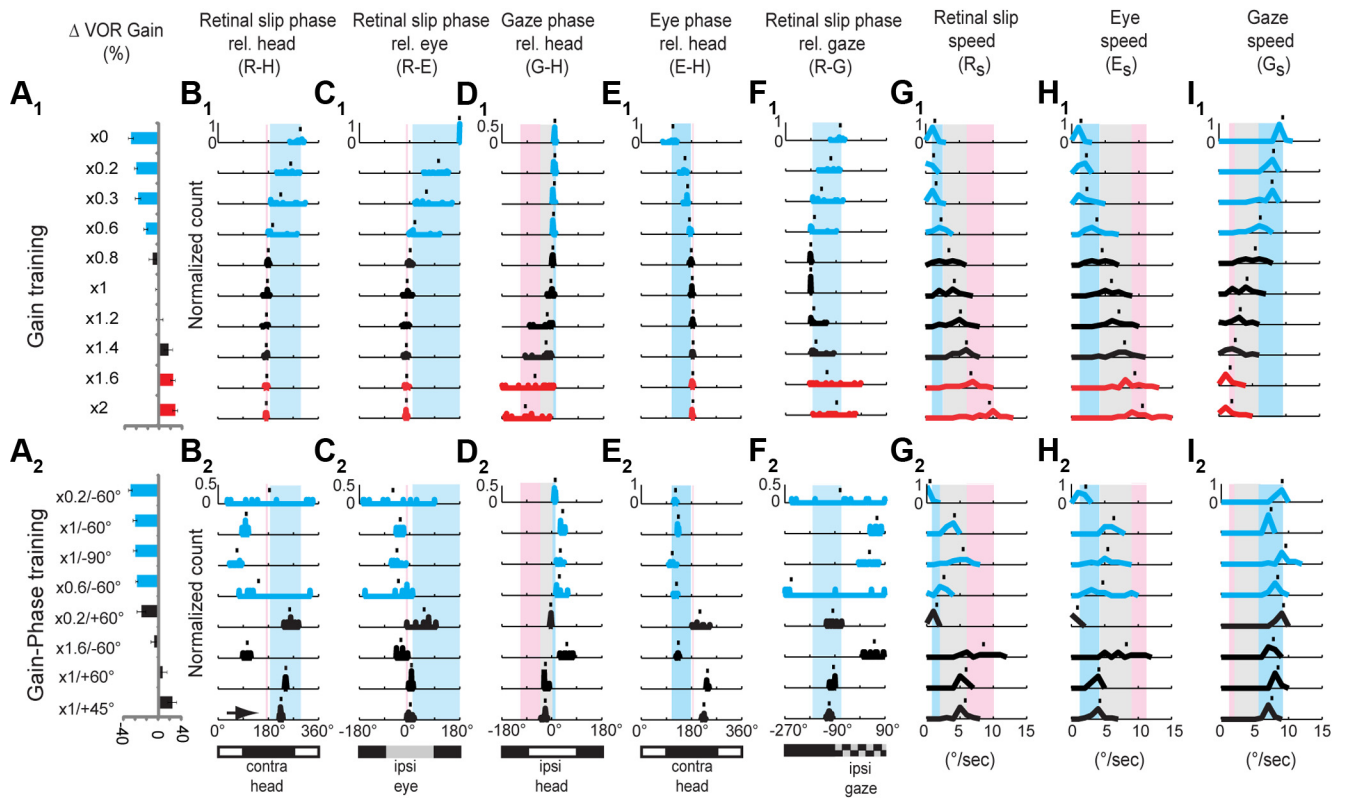 Δ VOR Gain
(%)
Retinal slip phase
rel. head
(R-H)
Retinal slip phase
rel. eye
(R-E)
Gaze phase
rel. head
(G-H)
Eye phase
rel. head
(E-H)
Retinal slip phase
rel. gaze
(R-G)
Retinal slip
speed
(Rs)
Eye
speed
(Es)
Gaze
speed
(Gs)
A1 B1 C1 D1 E1 F1 G1 H1 I1
1 1 0.5 1 1 1 1 1
0 0 0 0 0 0 0 0
Gain training
x0
x0.2
x0.3
x0.6
x0.8
x1
x1.2
x1.4
x1.6
x2
Normalized count
A2 B2 C2 D2 E2 F2 G2 H2 I2
0.5 0.5 0.5 1 0.5 1 1 1
0 0 0 0 0 0 0 0
Gain-Phase training
x0.2/-60°
x1/-60°
x1/-90°
x0.6/-60°
x0.2/+60°
x1.6/-60°
x1/+60°
x1/+45°
Normalized count
40 0 40
0 180 360°
-180 0° 180
-180 0° 180°
0 180° 360°
-270 -90° 90°
0 5 10 15
0 5 10 15
0 5 10 15
contra
head
ipsi
eye
ipsi
head
contra
head
ipsi
gaze
(°/sec)
(°/sec)
(°/sec)